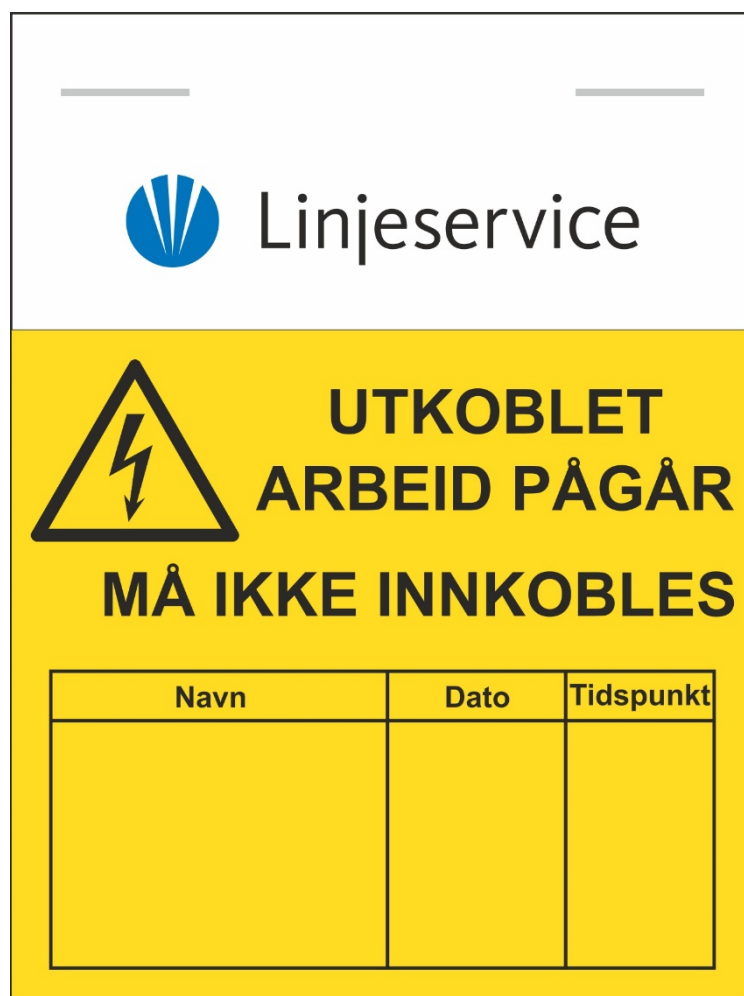 Linjeservice
UTKOBLET
ARBEID PÅGÅR
MÅ IKKE INNKOBLES
Navn Dato Tidspunkt